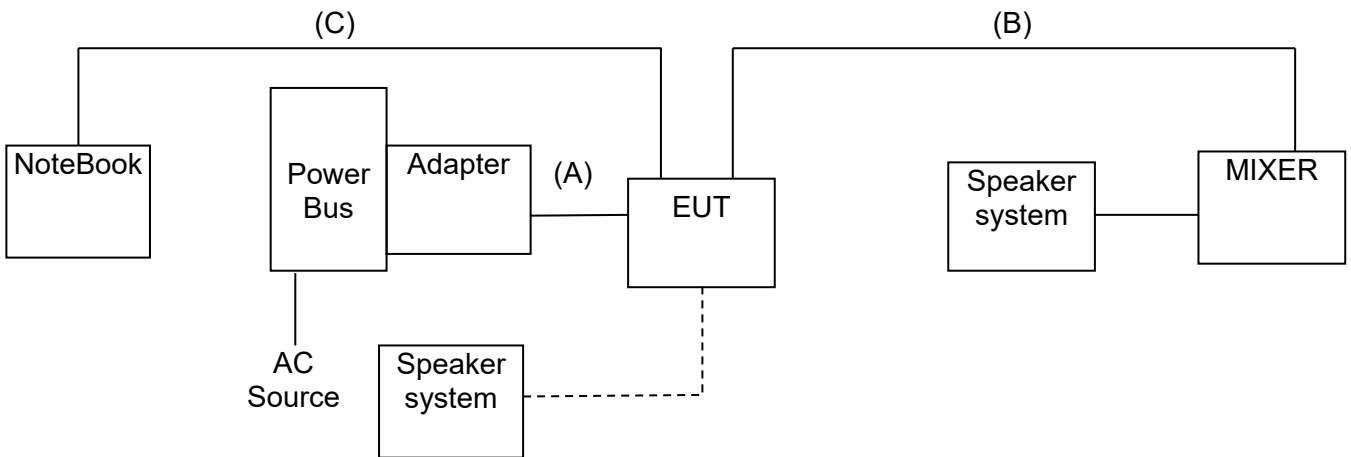 (C)
(B)
NoteBook
Power
Bus
Adapter
(A)
EUT
Speaker
system
MIXER
AC
Source
Speaker
system